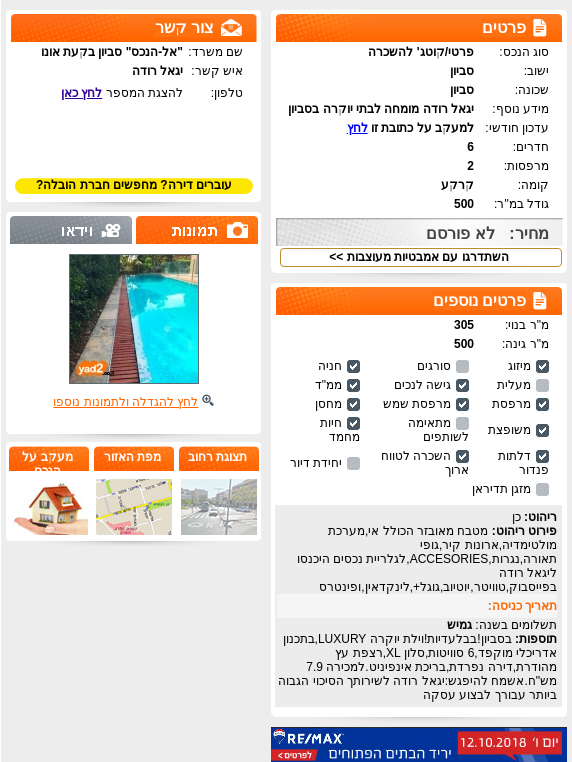 פרטים
סוג הנכס: פרטי/קוטג' להשכרה
ישוב: סביון
שכונה: סביון
מידע נוסף: יגאל רודה מומחה לבתי יוקרה בסביון
עדכון חודשי: למעקב על כתובת זו לחץ
חדרים: 6
מרפסות: 2
קומה: קרקע
גודל במ"ר: 500
מחיר: לא פורסם
השתדרגו עם אמבטיות מעוצבות >>
פרטים נוספים
מ"ר בנוי: 305
מ"ר גינה: 500
מיזוג סורגים חניה
מעלית גישה לנכים ממ"ד
מרפסת מרפסת שמש מחסן
משופצת מתאימה לשותפים חיות מחמד
דלתות פנדור השכרה לטווח ארוך יחידת דיור
מזגן תדיראן
ריהוט: כן
פירוט ריהוט: מטבח מאובזר הכולל אי,מערכת
מולטימדיה,ארונות קיר,גופי
תאורה,נגרות,ACCESORIES,לגלריית נכסים היכנסו
ליגאל רודה
בפייסבוק,טוויטר,יוטיוב,גוגל+,לינקדאין,ופינטרס
תאריך כניסה:
תשלומים בשנה: גמיש
תוספות: בסביון!בבלעדיות!וילת יוקרה LUXURY,בתכנון
אדריכלי מוקפד,6 סוויטות,סלון XL,רצפת עץ
מהודרת,דירה נפרדת,בריכת אינפיניט.למכירה 7.9
מש"ח.אשמח להיפגש:יגאל רודה לשירותך הסיכוי הגבוה
ביותר עבורך לבצוע עסקה
יום ו' 12.10.2018
יריד הבתים הפתוחים
RE/MAX
לפרטים >
צור קשר
שם משרד: "אל-הנכס" סביון בקעת אונו
איש קשר: יגאל רודה
טלפון: להצגת המספר לחץ כאן
עוברים דירה? מחפשים חברת הובלה?
תמונות
וידאו
yad2
לחץ להגדלה ולתמונות נוספו
תצוגת רחוב
מפת האזור
מעקב על
הנכס